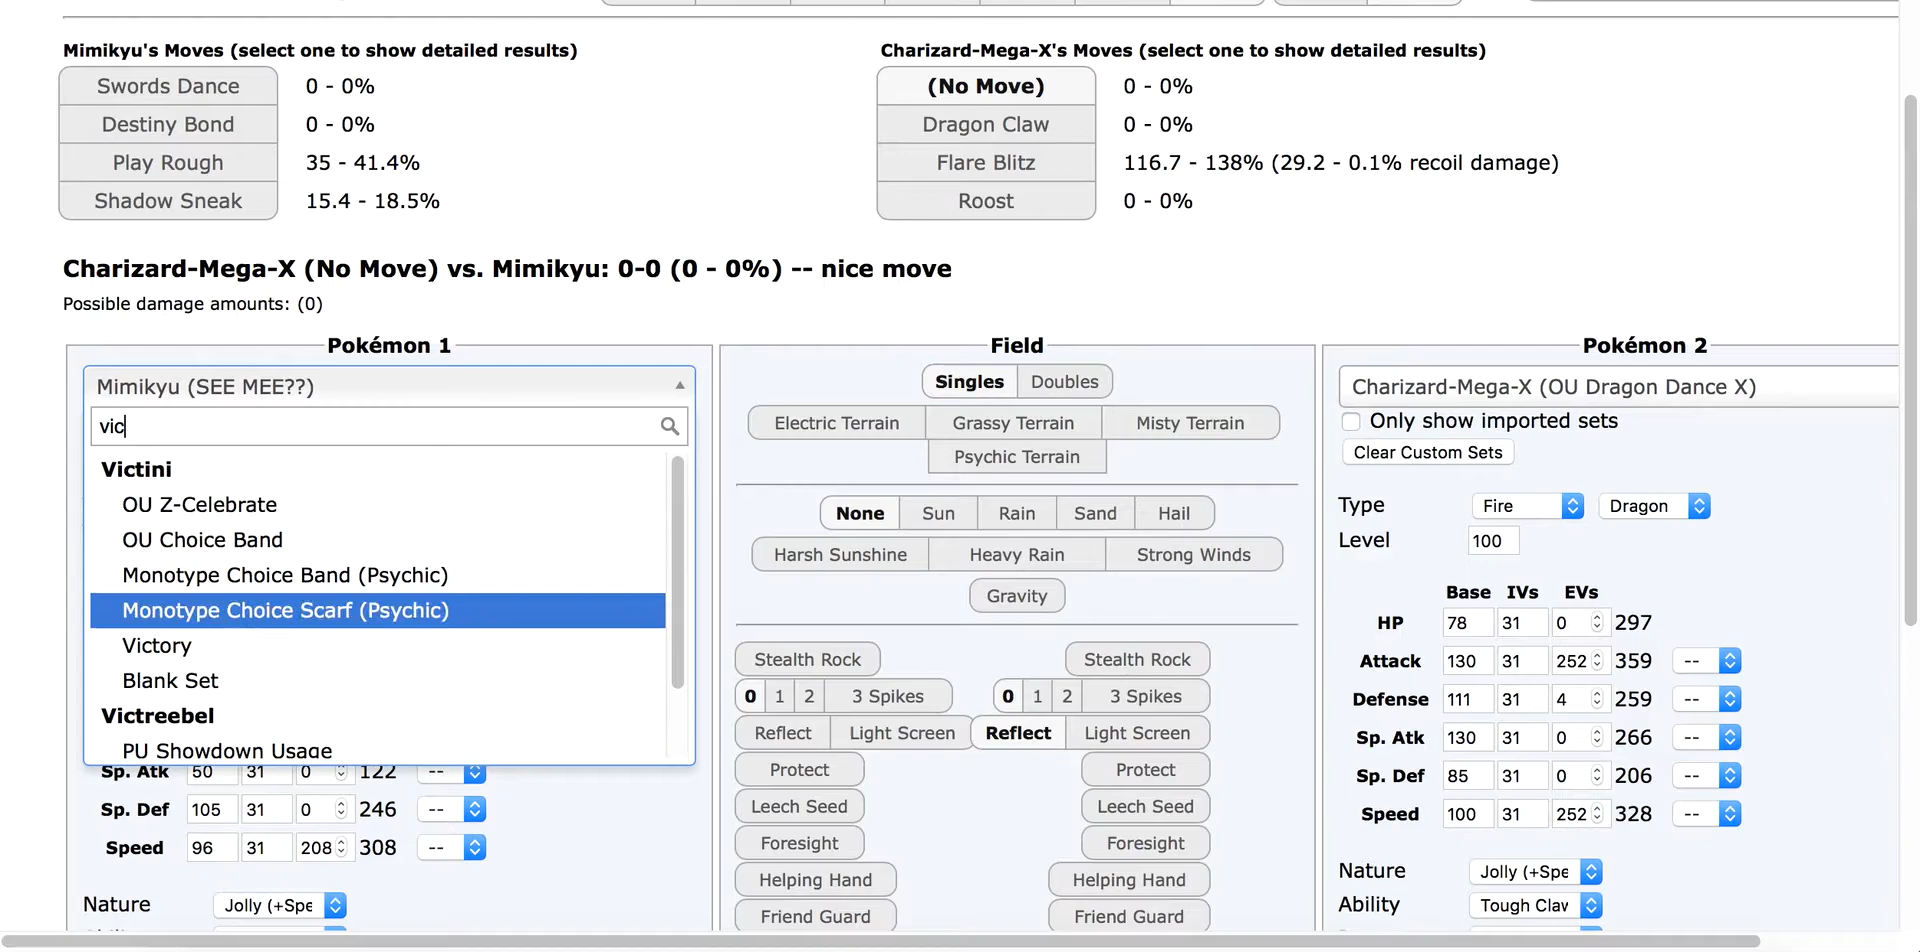 Mimikyu's Moves (select one to show detailed results)
Swords Dance 0 - 0%
Destiny Bond 0 - 0%
Play Rough 35 - 41.4%
Shadow Sneak 15.4 - 18.5%
Charizard-Mega-X's Moves (select one to show detailed results)
(No Move) 0 - 0%
Dragon Claw 0 - 0%
Flare Blitz 116.7 - 138% (29.2 - 0.1% recoil damage)
Roost 0 - 0%
Charizard-Mega-X (No Move) vs. Mimikyu: 0-0 (0 - 0%) -- nice move
Possible damage amounts: (0)
Pokémon 1
Mimikyu (SEE MEE??)
vic
Victini
OU Z-Celebrate
OU Choice Band
Monotype Choice Band (Psychic)
Monotype Choice Scarf (Psychic)
Victory
Blank Set
Victreebel
PU Showdown Usage
Sp. Atk 50 31 0 122 --
Sp. Def 105 31 0 246 --
Speed 96 31 208 308 --
Nature Jolly (+Spe
Field
Singles Doubles
Electric Terrain Grassy Terrain Misty Terrain
Psychic Terrain
None Sun Rain Sand Hail
Harsh Sunshine Heavy Rain Strong Winds
Gravity
Stealth Rock Stealth Rock
0 1 2 3 Spikes 0 1 2 3 Spikes
Reflect Light Screen Reflect Light Screen
Protect Protect
Leech Seed Leech Seed
Foresight Foresight
Helping Hand Helping Hand
Friend Guard Friend Guard
Pokémon 2
Charizard-Mega-X (OU Dragon Dance X)
Only show imported sets
Clear Custom Sets
Type Fire Dragon
Level 100
Base IVs EVs
HP 78 31 0 297
Attack 130 31 252 359 --
Defense 111 31 4 259 --
Sp. Atk 130 31 0 266 --
Sp. Def 85 31 0 206 --
Speed 100 31 252 328 --
Nature Jolly (+Spe
Ability Tough Claw